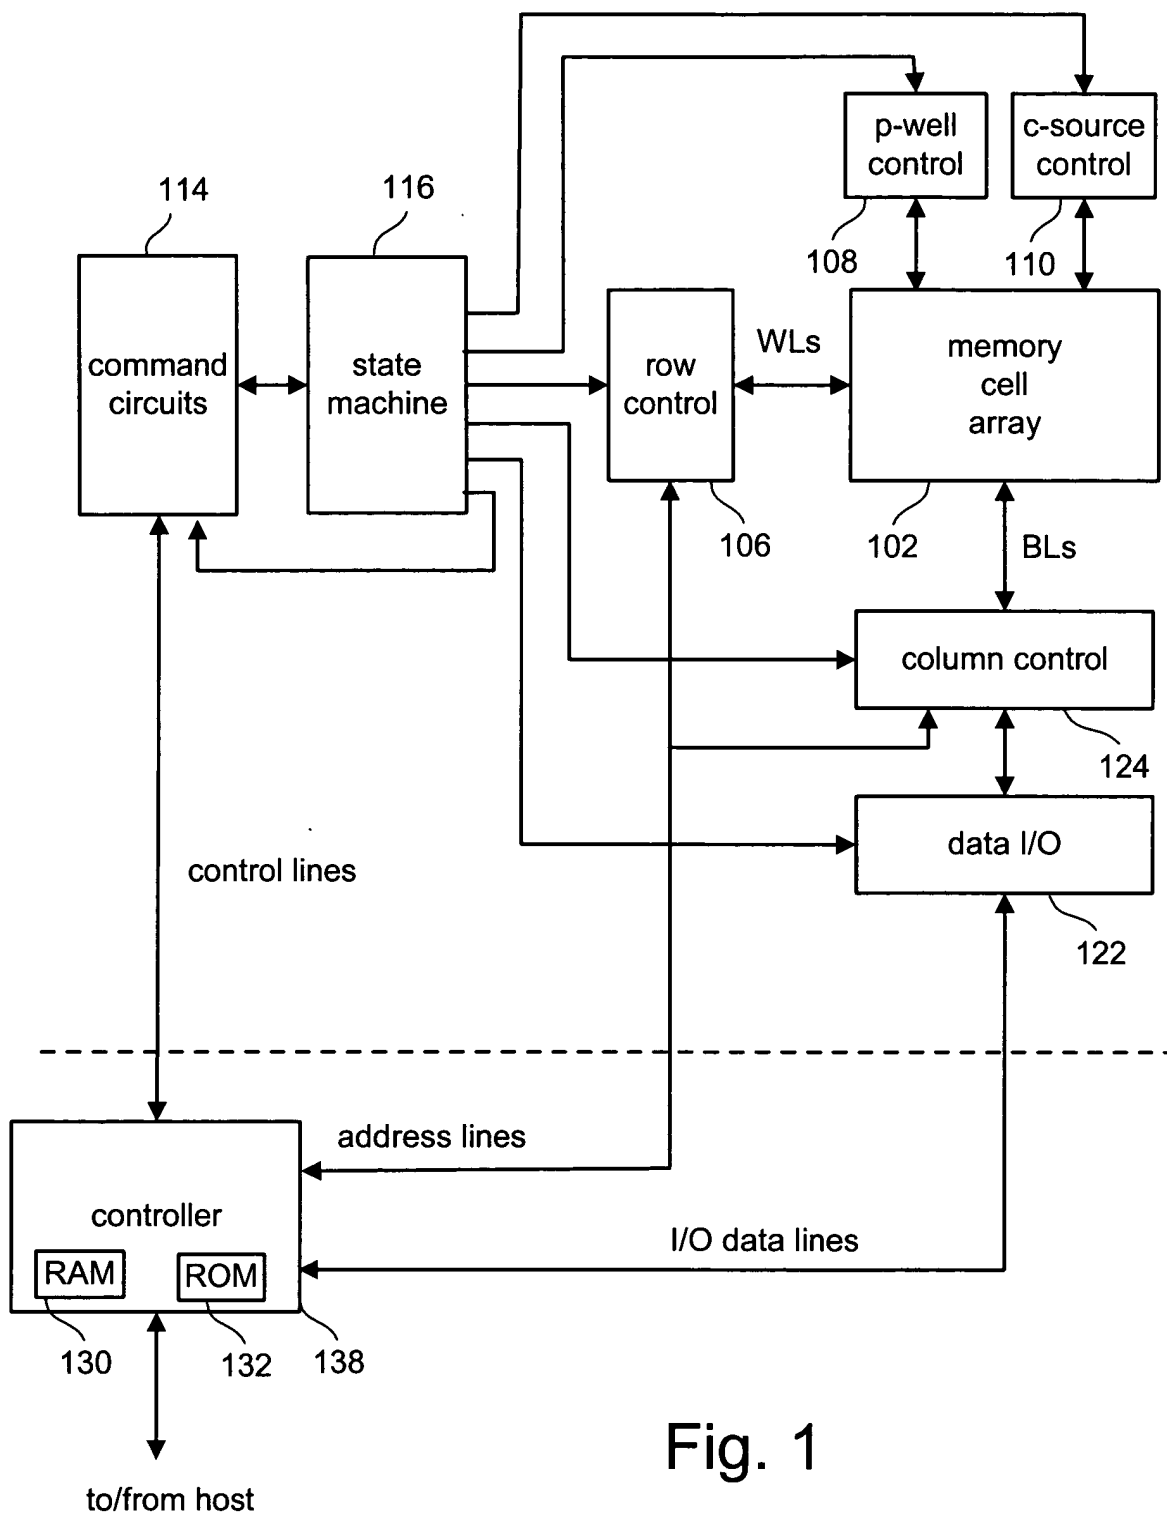 p-well
control
c-source
control
114
116
108
110
command
circuits
state
machine
row
control
WLs
memory
cell
array
106
102
BLs
column control
124
data I/O
control lines
122
address lines
controller
I/O data lines
RAM
ROM
130
132
138
Fig. 1
to/from host